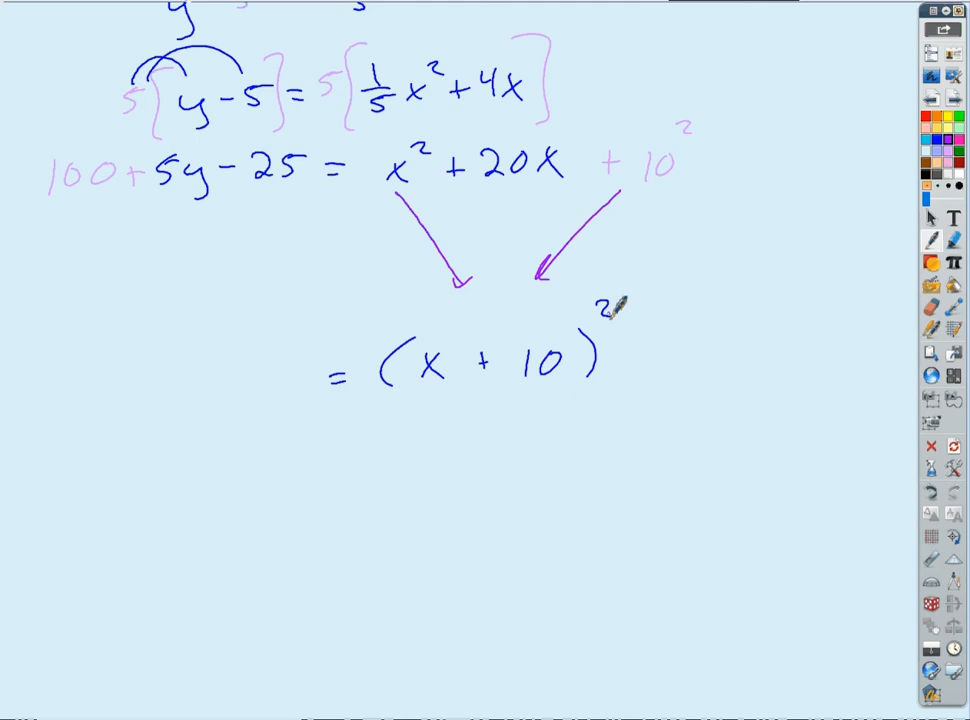 y
5[y - 5] = 5[1/5 x² + 4x]
100 + 5y - 25 = x² + 20x + 10²
= (x + 10)²